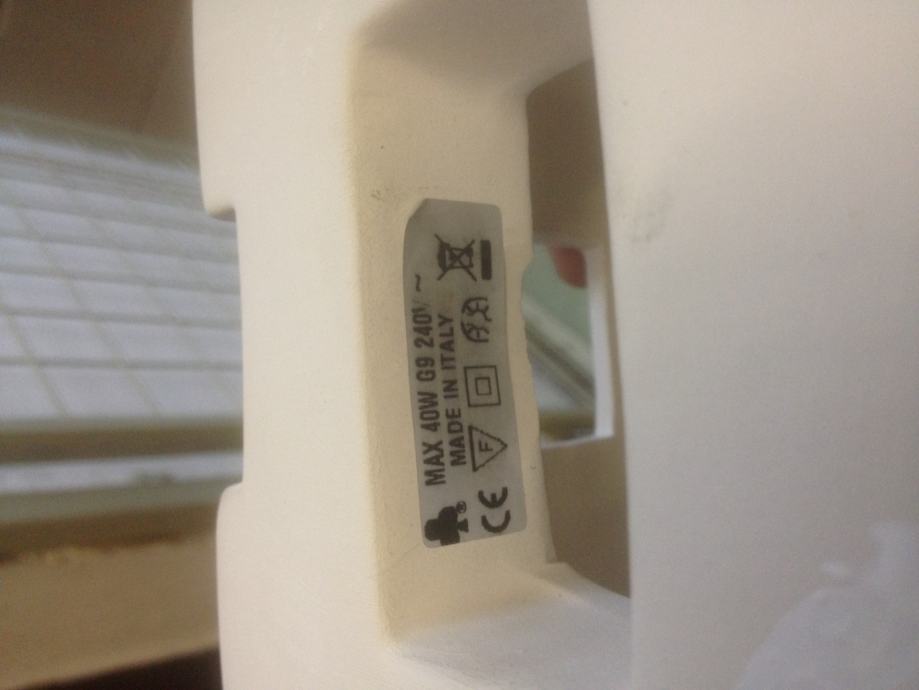 MAX 40W G9 240V ~
MADE IN ITALY
®
CE F